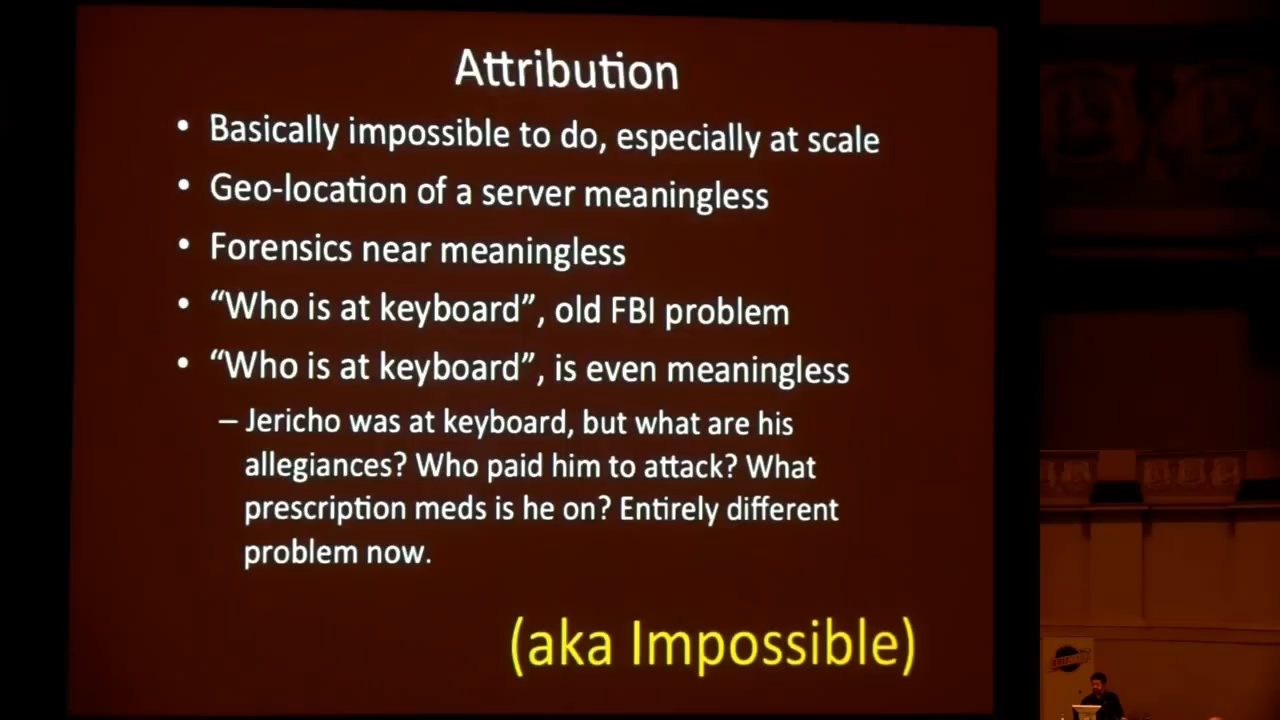 Attribution
• Basically impossible to do, especially at scale
• Geo-location of a server meaningless
• Forensics near meaningless
• “Who is at keyboard”, old FBI problem
• “Who is at keyboard”, is even meaningless
– Jericho was at keyboard, but what are his
allegiances? Who paid him to attack? What
prescription meds is he on? Entirely different
problem now.
(aka Impossible)